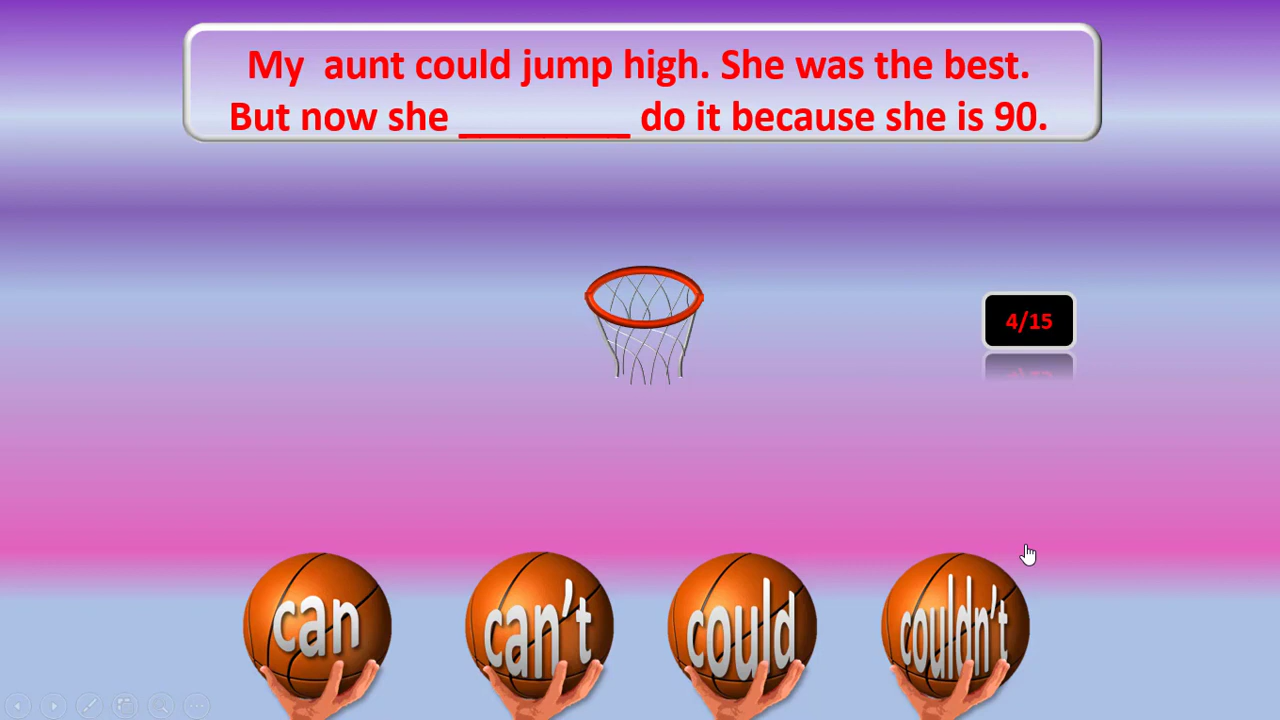 My aunt could jump high. She was the best.
But now she ________ do it because she is 90.
4/15
can
can't
could
couldn't